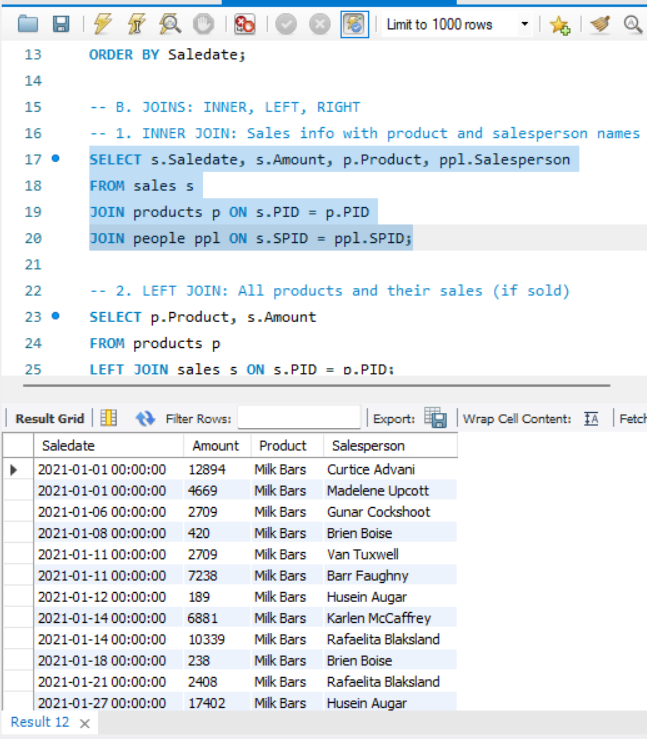 Limit to 1000 rows
13 ORDER BY Saledate;
14
15 -- B. JOINS: INNER, LEFT, RIGHT
16 -- 1. INNER JOIN: Sales info with product and salesperson names
17 SELECT s.Saledate, s.Amount, p.Product, ppl.Salesperson
18 FROM sales s
19 JOIN products p ON s.PID = p.PID
20 JOIN people ppl ON s.SPID = ppl.SPID;
21
22 -- 2. LEFT JOIN: All products and their sales (if sold)
23 SELECT p.Product, s.Amount
24 FROM products p
25 LEFT JOIN sales s ON s.PID = p.PID;
Result Grid Filter Rows: Export: Wrap Cell Content: IA Fetch
Saledate Amount Product Salesperson
2021-01-01 00:00:00 12894 Milk Bars Curtice Advani
2021-01-01 00:00:00 4669 Milk Bars Madelene Upcott
2021-01-06 00:00:00 2709 Milk Bars Gunar Cockshoot
2021-01-08 00:00:00 420 Milk Bars Brien Boise
2021-01-11 00:00:00 2709 Milk Bars Van Tuxwell
2021-01-11 00:00:00 7238 Milk Bars Barr Faughny
2021-01-12 00:00:00 189 Milk Bars Husein Augar
2021-01-14 00:00:00 6881 Milk Bars Karlen McCaffrey
2021-01-14 00:00:00 10339 Milk Bars Rafaelita Blaksland
2021-01-18 00:00:00 238 Milk Bars Brien Boise
2021-01-21 00:00:00 2408 Milk Bars Rafaelita Blaksland
2021-01-27 00:00:00 17402 Milk Bars Husein Augar
Result 12